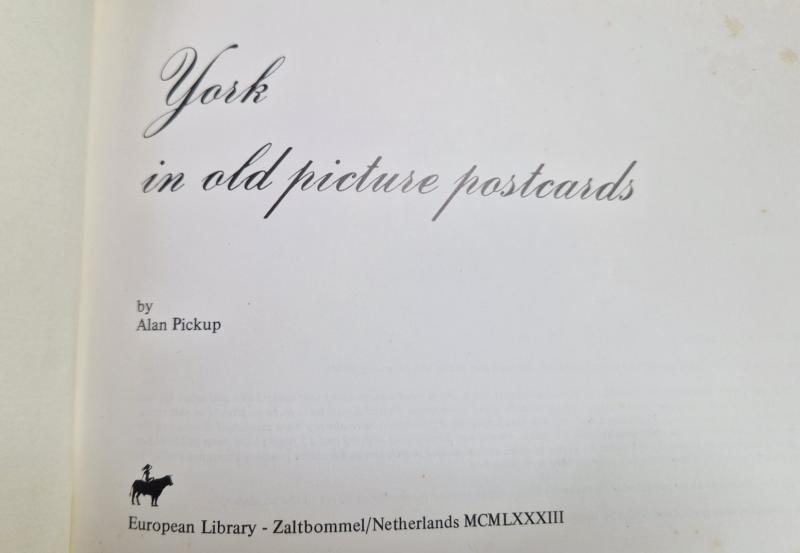 York
in old picture postcards
by
Alan Pickup
European Library - Zaltbommel/Netherlands MCMLXXXIII